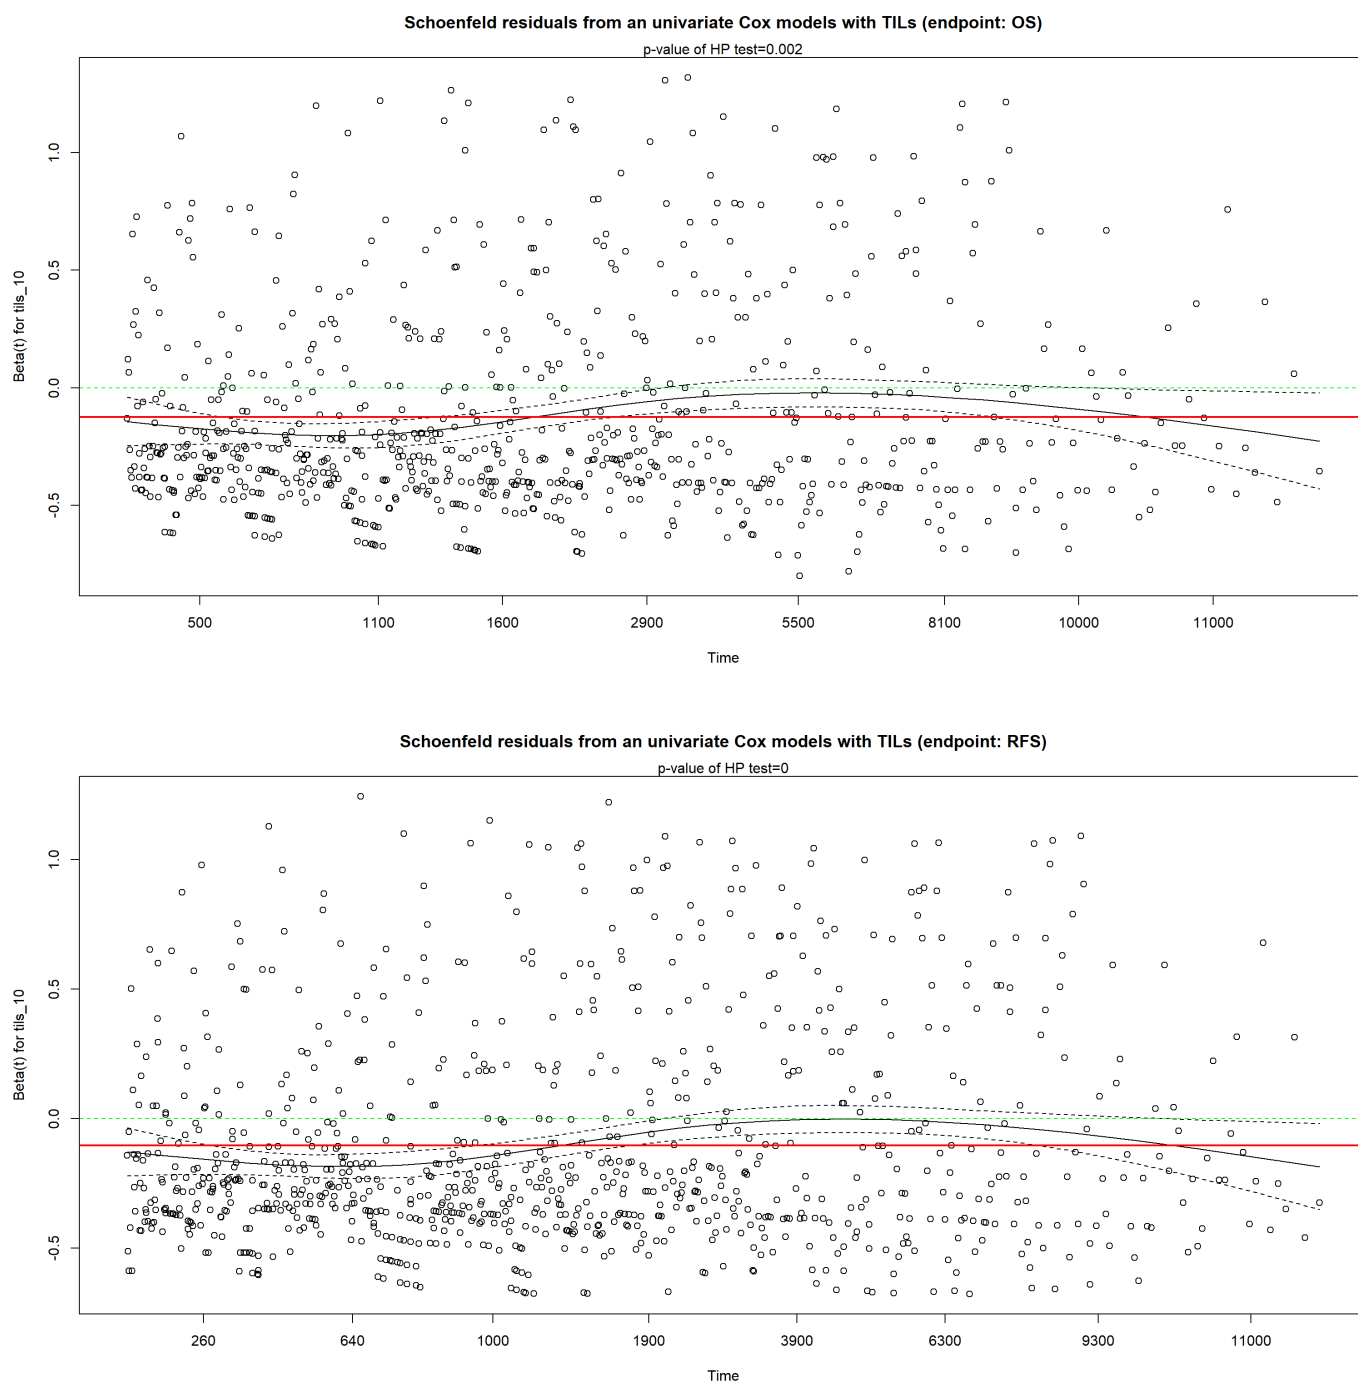 Schoenfeld residuals from an univariate Cox models with TILs (endpoint: OS)
p-value of HP test=0.002
Beta(t) for tils_10
1.0
0.5
0.0
−0.5
500 1100 1600 2900 5500 8100 10000 11000
Time
Schoenfeld residuals from an univariate Cox models with TILs (endpoint: RFS)
p-value of HP test=0
Beta(t) for tils_10
1.0
0.5
0.0
−0.5
260 640 1000 1900 3900 6300 9300 11000
Time